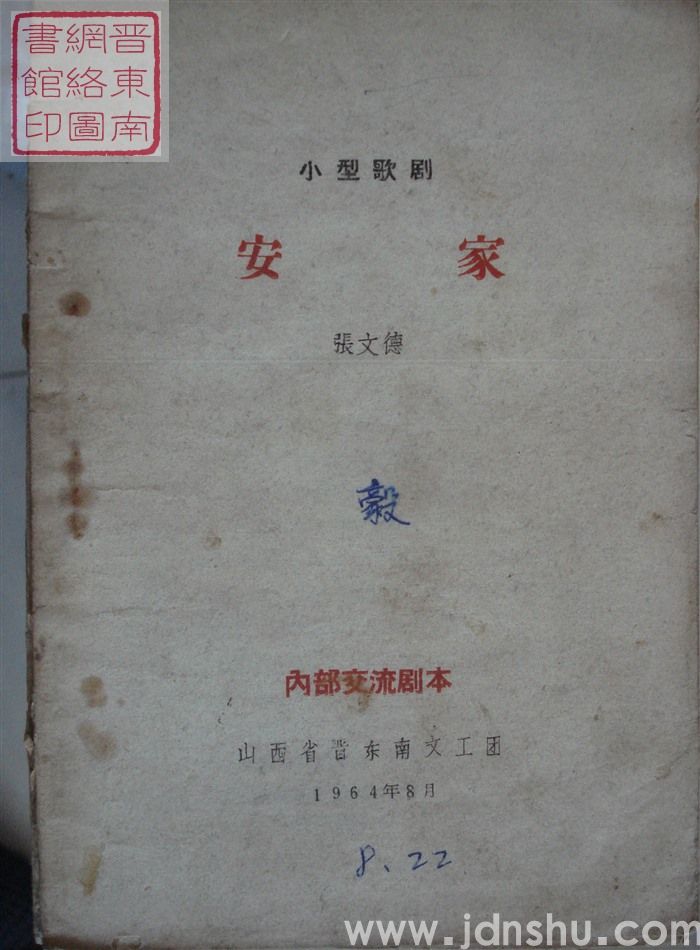 晋東南
網絡圖
書館印
小型歌剧
安家
張文德
毅
內部交流剧本
山西省晋东南文工团
1964年8月
8.22
www.jdnshu.com